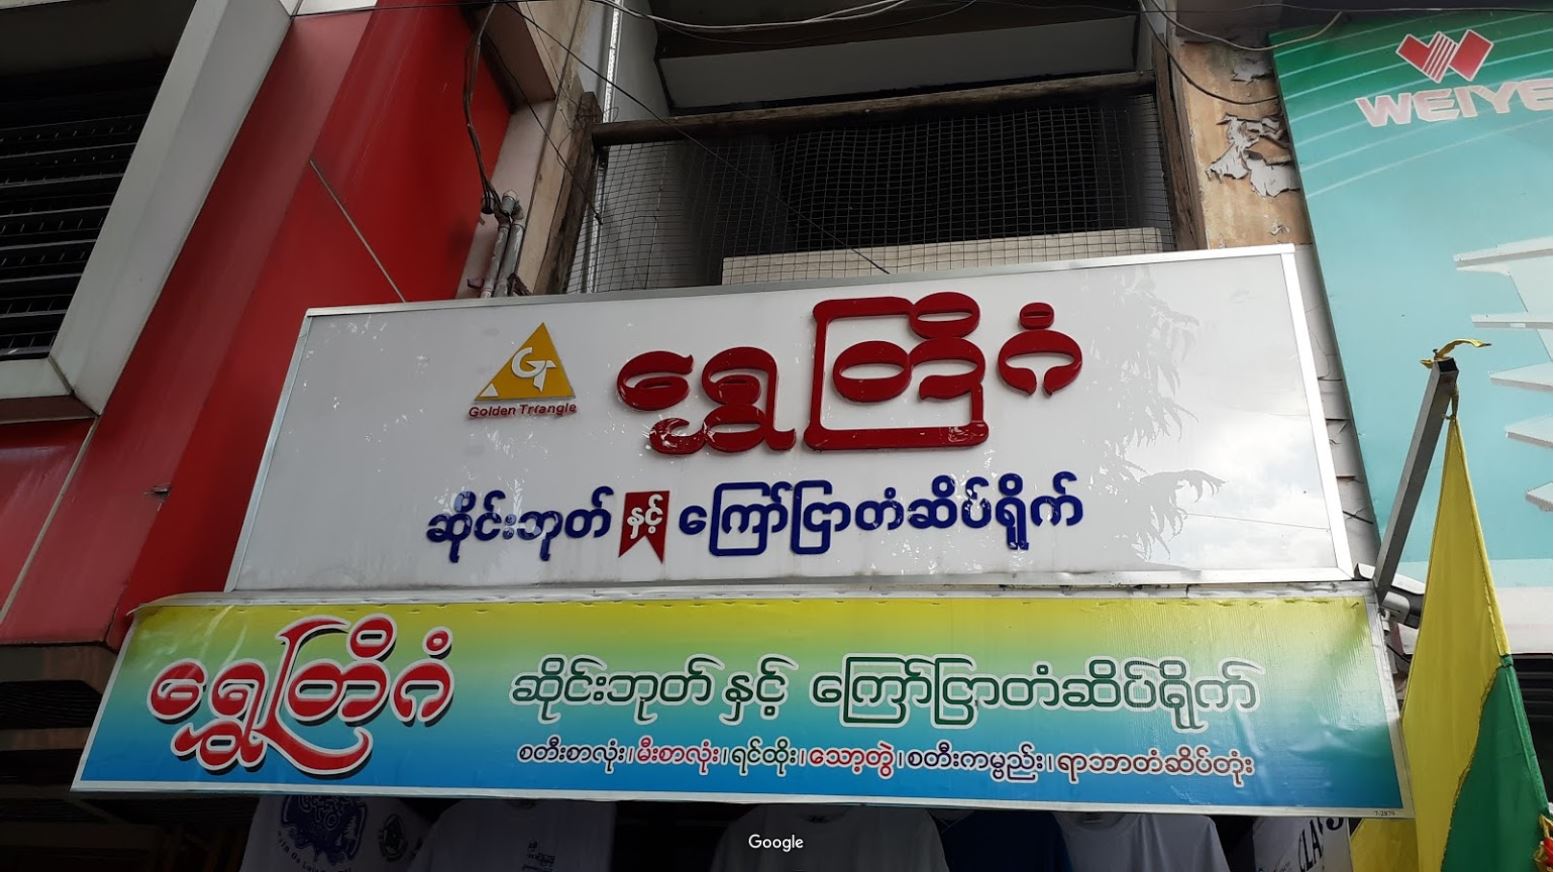 WEIYE
GT
Golden Triangle
ရွှေတြိဂံ
ဆိုင်းဘုတ် နှင့် ကြော်ငြာတံဆိပ်ရိုက်
ရွှေတြိဂံ
ဆိုင်းဘုတ် နှင့် ကြော်ငြာတံဆိပ်ရိုက်
စတီးစာလုံး၊ မီးစာလုံး၊ ရင်ထိုး၊ သော့တွဲ၊ စတီးကမ္ဗည်း၊ ရာဘာတံဆိပ်တုံး
Google